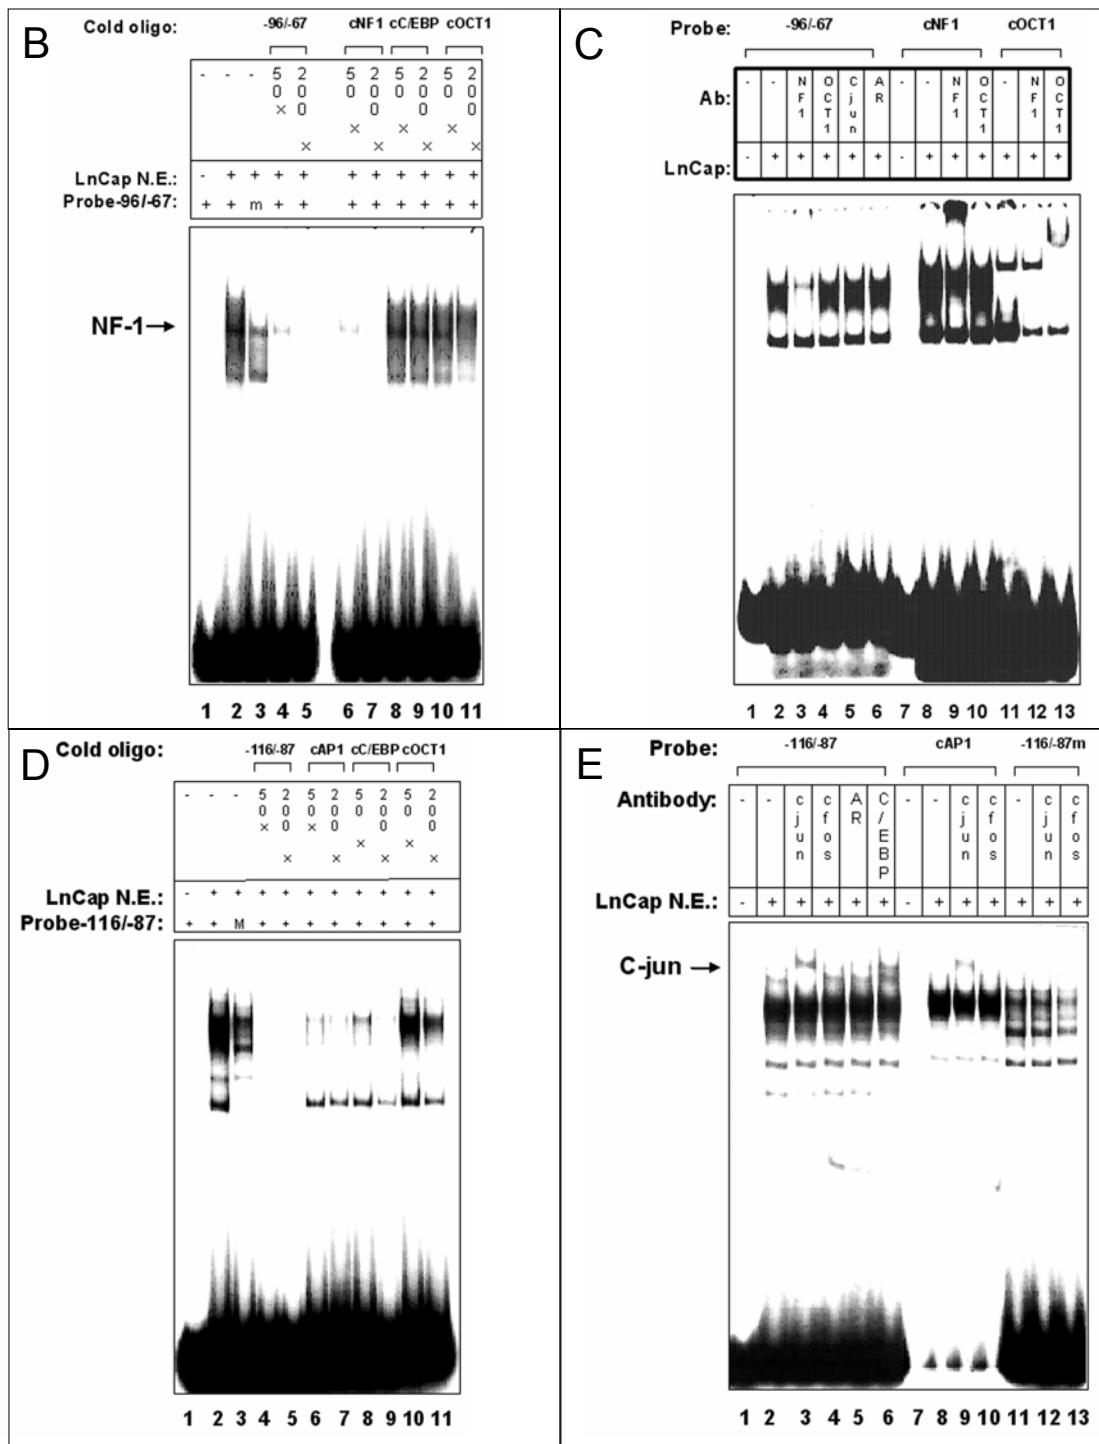 B
Cold oligo: -96/-67 cNF1 cC/EBP cOCT1
- - - 50× 200× 50× 200× 50× 200× 50× 200×
LnCap N.E.: - + + + + + + + + + +
Probe-96/-67: + + m + + + + + + + +
NF-1
1 2 3 4 5 6 7 8 9 10 11
C
Probe: -96/-67 cNF1 cOCT1
Ab: - - NF1 OCT1 Cjun AR - - NF1 OCT1 - NF1 OCT1
LnCap: - + + + + + - + + + + + +
1 2 3 4 5 6 7 8 9 10 11 12 13
D
Cold oligo: -116/-87 cAP1 cC/EBP cOCT1
- - - 500× 200× 500× 200× 500× 200× 500× 200×
LnCap N.E.: - + + + + + + + + + +
Probe-116/-87: + + M + + + + + + + +
1 2 3 4 5 6 7 8 9 10 11
E
Probe: -116/-87 cAP1 -116/-87m
Antibody: - - cjun cfos AR C/EBP - - cjun cfos - cjun cfos
LnCap N.E.: - + + + + + - + + + + + +
C-jun
1 2 3 4 5 6 7 8 9 10 11 12 13